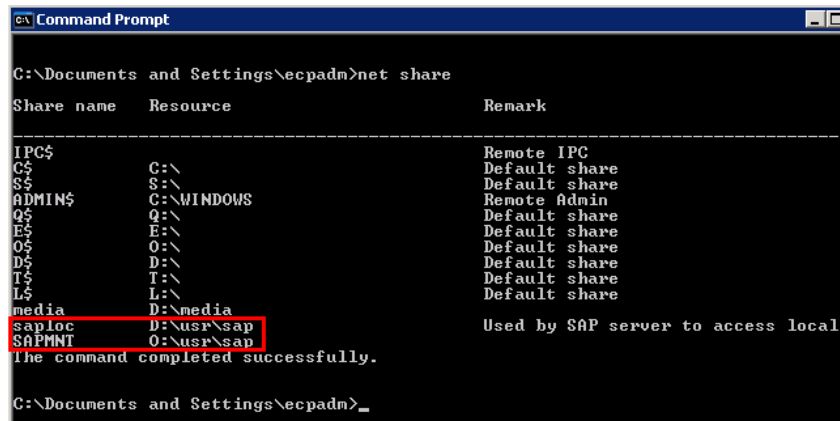 Command Prompt
C:\Documents and Settings\ecpadm>net share
Share name Resource Remark
-------------------------------------------------------------------------------
IPC$ Remote IPC
C$ C:\ Default share
S$ S:\ Default share
ADMIN$ C:\WINDOWS Remote Admin
Q$ Q:\ Default share
E$ E:\ Default share
O$ O:\ Default share
D$ D:\ Default share
T$ T:\ Default share
L$ L:\ Default share
media D:\media
saploc D:\usr\sap Used by SAP server to access local
SAPMNT O:\usr\sap
The command completed successfully.
C:\Documents and Settings\ecpadm>_